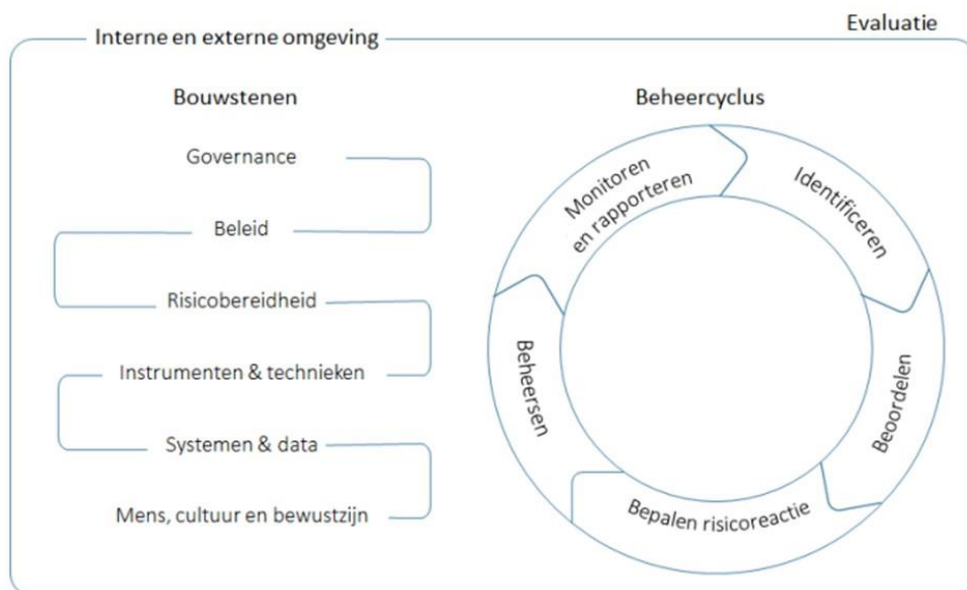 Evaluatie
Interne en externe omgeving
Bouwstenen
Governance
Beleid
Risicobereidheid
Instrumenten & technieken
Systemen & data
Mens, cultuur en bewustzijn
Beheercyclus
Identificeren
Beoordelen
Bepalen risicoreactie
Beheersen
Monitoren
en rapporteren